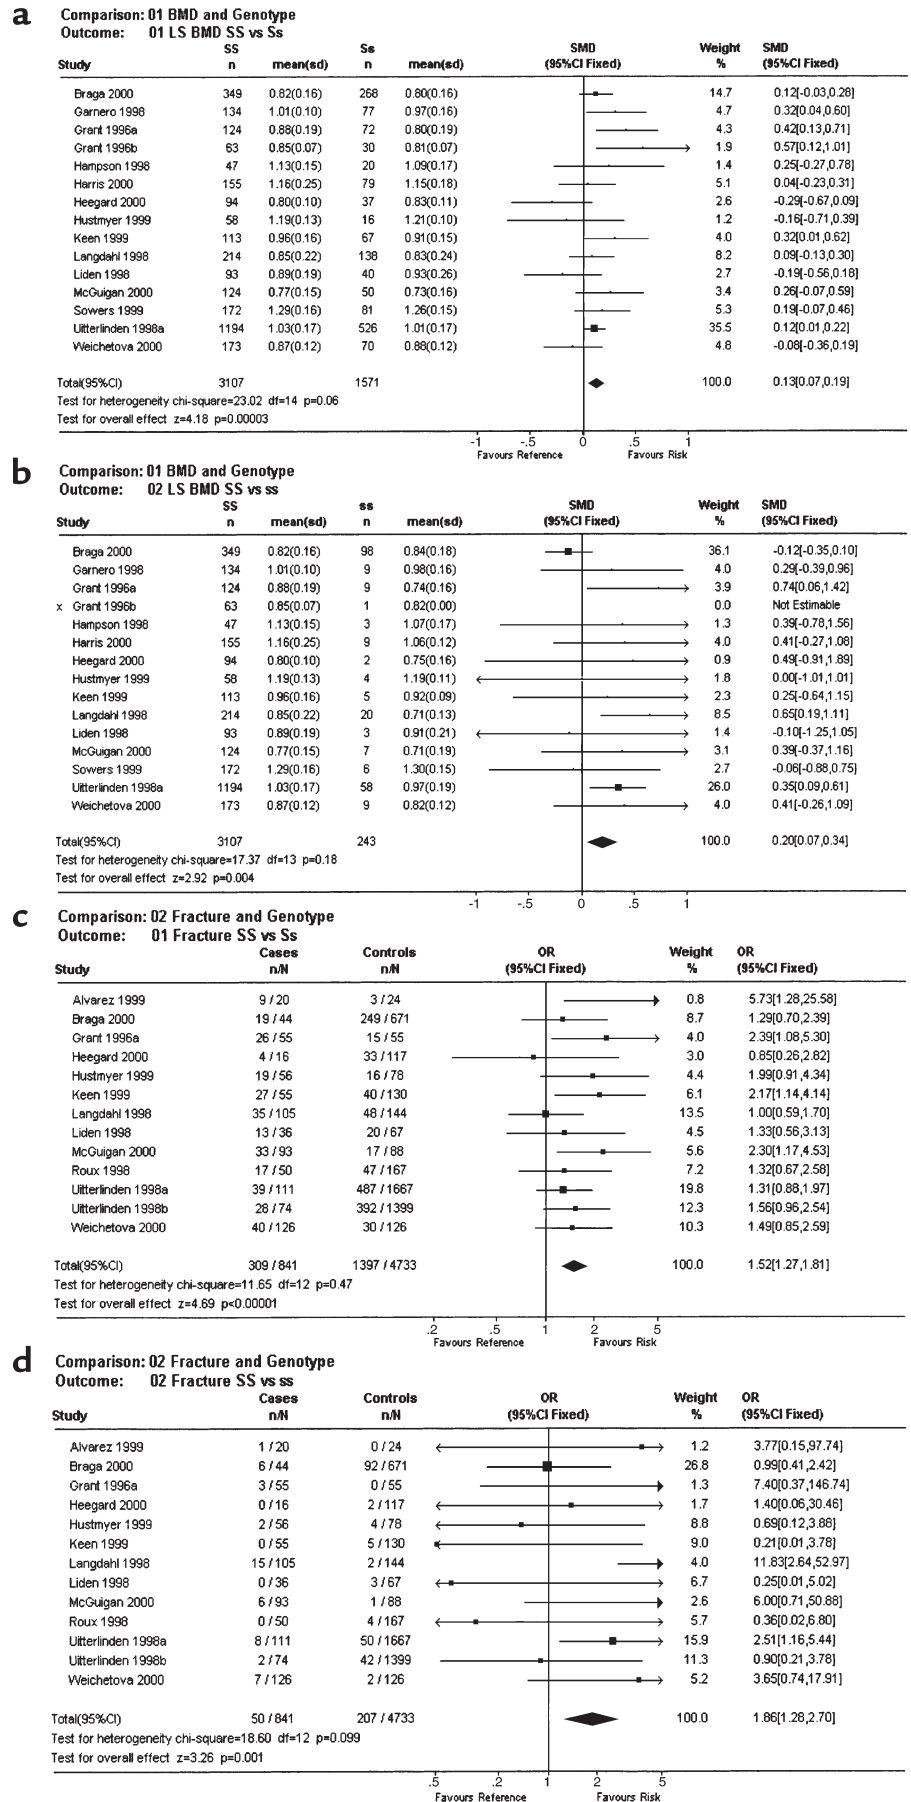 a
Comparison: 01 BMD and Genotype
Outcome: 01 LS BMD SS vs Ss
SS Ss SMD Weight SMD
Study n mean(sd) n mean(sd) (95%CI Fixed) % (95%CI Fixed)
Braga 2000 349 0.82(0.16) 268 0.80(0.16) 14.7 0.12[-0.03,0.28]
Garnero 1998 134 1.01(0.10) 77 0.97(0.16) 4.7 0.32[0.04,0.60]
Grant 1996a 124 0.88(0.19) 72 0.80(0.19) 4.3 0.42[0.13,0.71]
Grant 1996b 63 0.85(0.07) 30 0.81(0.07) 1.9 0.57[0.12,1.01]
Hampson 1998 47 1.13(0.15) 20 1.09(0.17) 1.4 0.25[-0.27,0.78]
Harris 2000 155 1.16(0.25) 79 1.15(0.18) 5.1 0.04[-0.23,0.31]
Heegard 2000 94 0.80(0.10) 37 0.83(0.11) 2.6 -0.29[-0.67,0.09]
Hustmyer 1999 58 1.19(0.13) 16 1.21(0.10) 1.2 -0.16[-0.71,0.39]
Keen 1999 113 0.96(0.16) 67 0.91(0.15) 4.0 0.32[0.01,0.62]
Langdahl 1998 214 0.85(0.22) 138 0.83(0.24) 8.2 0.09[-0.13,0.30]
Liden 1998 93 0.89(0.19) 40 0.93(0.26) 2.7 -0.19[-0.56,0.18]
McGuigan 2000 124 0.77(0.15) 50 0.73(0.16) 3.4 0.26[-0.07,0.59]
Sowers 1999 172 1.29(0.16) 81 1.26(0.15) 5.3 0.19[-0.07,0.46]
Uitterlinden 1998a 1194 1.03(0.17) 526 1.01(0.17) 35.5 0.12[0.01,0.22]
Weichetova 2000 173 0.87(0.12) 70 0.88(0.12) 4.8 -0.08[-0.36,0.19]
Total(95%CI) 3107 1571 100.0 0.13[0.07,0.19]
Test for heterogeneity chi-square=23.02 df=14 p=0.06
Test for overall effect z=4.18 p=0.00003
-1 -.5 0 .5 1
Favours Reference Favours Risk
b
Comparison: 01 BMD and Genotype
Outcome: 02 LS BMD SS vs ss
SS ss SMD Weight SMD
Study n mean(sd) n mean(sd) (95%CI Fixed) % (95%CI Fixed)
Braga 2000 349 0.82(0.16) 98 0.84(0.18) 36.1 -0.12[-0.35,0.10]
Garnero 1998 134 1.01(0.10) 9 0.98(0.16) 4.0 0.29[-0.39,0.96]
Grant 1996a 124 0.88(0.19) 9 0.74(0.16) 3.9 0.74[0.06,1.42]
x Grant 1996b 63 0.85(0.07) 1 0.82(0.00) 0.0 Not Estimable
Hampson 1998 47 1.13(0.15) 3 1.07(0.17) 1.3 0.39[-0.78,1.56]
Harris 2000 155 1.16(0.25) 9 1.06(0.12) 4.0 0.41[-0.27,1.08]
Heegard 2000 94 0.80(0.10) 2 0.75(0.16) 0.9 0.49[-0.91,1.89]
Hustmyer 1999 58 1.19(0.13) 4 1.19(0.11) 1.8 0.00[-1.01,1.01]
Keen 1999 113 0.96(0.16) 5 0.92(0.09) 2.3 0.25[-0.64,1.15]
Langdahl 1998 214 0.85(0.22) 20 0.71(0.13) 8.5 0.65[0.19,1.11]
Liden 1998 93 0.89(0.19) 3 0.91(0.21) 1.4 -0.10[-1.25,1.05]
McGuigan 2000 124 0.77(0.15) 7 0.71(0.19) 3.1 0.39[-0.37,1.16]
Sowers 1999 172 1.29(0.16) 6 1.30(0.15) 2.7 -0.06[-0.88,0.75]
Uitterlinden 1998a 1194 1.03(0.17) 58 0.97(0.19) 26.0 0.35[0.09,0.61]
Weichetova 2000 173 0.87(0.12) 9 0.82(0.12) 4.0 0.41[-0.26,1.09]
Total(95%CI) 3107 243 100.0 0.20[0.07,0.34]
Test for heterogeneity chi-square=17.37 df=13 p=0.18
Test for overall effect z=2.92 p=0.004
-1 -.5 0 .5 1
c
Comparison: 02 Fracture and Genotype
Outcome: 01 Fracture SS vs Ss
Cases Controls OR Weight OR
Study n/N n/N (95%CI Fixed) % (95%CI Fixed)
Alvarez 1999 9 / 20 3 / 24 0.8 5.73[1.28,25.58]
Braga 2000 19 / 44 249 / 671 8.7 1.29[0.70,2.39]
Grant 1996a 26 / 55 15 / 55 4.0 2.39[1.08,5.30]
Heegard 2000 4 / 16 33 / 117 3.0 0.85[0.26,2.82]
Hustmyer 1999 19 / 56 16 / 78 4.4 1.99[0.91,4.34]
Keen 1999 27 / 55 40 / 130 6.1 2.17[1.14,4.14]
Langdahl 1998 35 / 105 48 / 144 13.5 1.00[0.59,1.70]
Liden 1998 13 / 36 20 / 67 4.5 1.33[0.56,3.13]
McGuigan 2000 33 / 93 17 / 88 5.6 2.30[1.17,4.53]
Roux 1998 17 / 50 47 / 167 7.2 1.32[0.67,2.58]
Uitterlinden 1998a 39 / 111 487 / 1667 19.8 1.31[0.88,1.97]
Uitterlinden 1998b 28 / 74 392 / 1399 12.3 1.56[0.96,2.54]
Weichetova 2000 40 / 126 30 / 126 10.3 1.49[0.85,2.59]
Total(95%CI) 309 / 841 1397 / 4733 100.0 1.52[1.27,1.81]
Test for heterogeneity chi-square=11.65 df=12 p=0.47
Test for overall effect z=4.69 p<0.00001
.2 .5 1 2 5
Favours Reference Favours Risk
d
Comparison: 02 Fracture and Genotype
Outcome: 02 Fracture SS vs ss
Cases Controls OR Weight OR
Study n/N n/N (95%CI Fixed) % (95%CI Fixed)
Alvarez 1999 1 / 20 0 / 24 1.2 3.77[0.15,97.74]
Braga 2000 6 / 44 92 / 671 26.8 0.99[0.41,2.42]
Grant 1996a 3 / 55 0 / 55 1.3 7.40[0.37,146.74]
Heegard 2000 0 / 16 2 / 117 1.7 1.40[0.06,30.46]
Hustmyer 1999 2 / 56 4 / 78 8.8 0.69[0.12,3.88]
Keen 1999 0 / 55 5 / 130 9.0 0.21[0.01,3.78]
Langdahl 1998 15 / 105 2 / 144 4.0 11.83[2.64,52.97]
Liden 1998 0 / 36 3 / 67 6.7 0.25[0.01,5.02]
McGuigan 2000 6 / 93 1 / 88 2.6 6.00[0.71,50.88]
Roux 1998 0 / 50 4 / 167 5.7 0.36[0.02,6.80]
Uitterlinden 1998a 8 / 111 50 / 1667 15.9 2.51[1.16,5.44]
Uitterlinden 1998b 2 / 74 42 / 1399 11.3 0.90[0.21,3.78]
Weichetova 2000 7 / 126 2 / 126 5.2 3.65[0.74,17.91]
Total(95%CI) 50 / 841 207 / 4733 100.0 1.86[1.28,2.70]
Test for heterogeneity chi-square=18.60 df=12 p=0.099
Test for overall effect z=3.26 p=0.001
.5 .2 1 2 5
Favours Reference Favours Risk